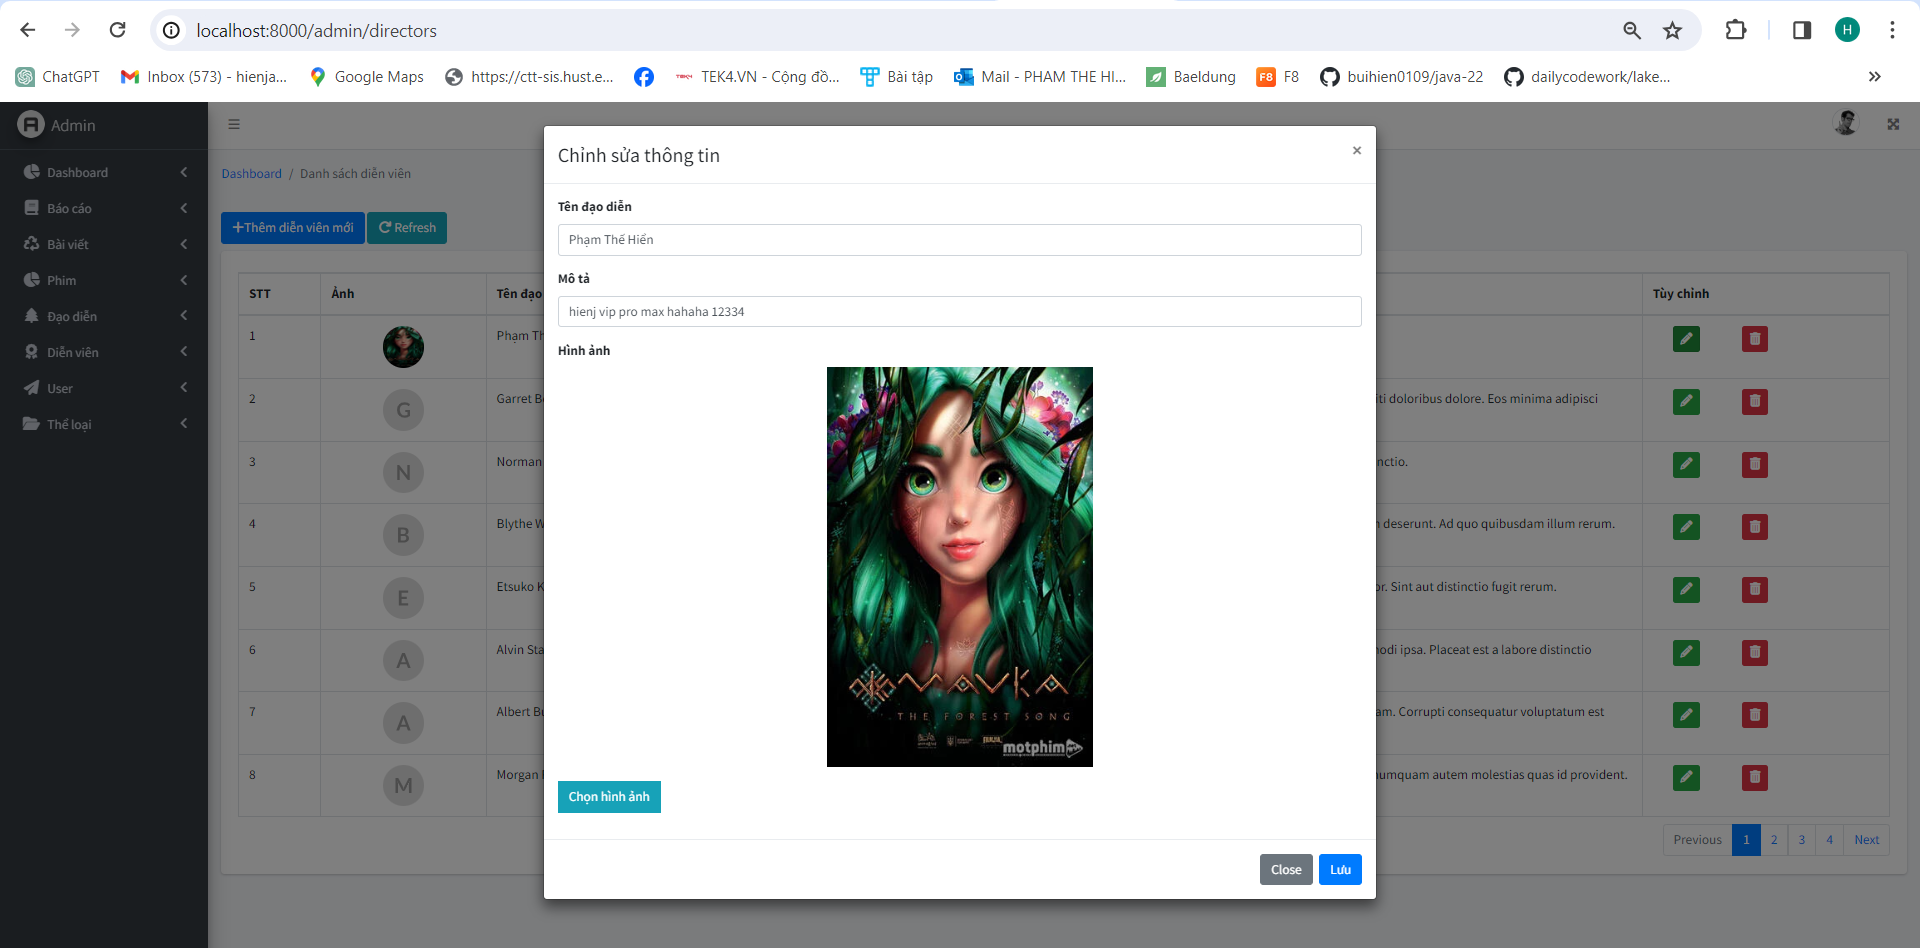 localhost:8000/admin/directors
H
ChatGPT
Inbox (573) - hienja...
Google Maps
https://ctt-sis.hust.e...
TEK4.VN - Cộng đồ...
Bài tập
Mail - PHAM THE HI...
Baeldung
F8 F8
buihien0109/java-22
dailycodework/lake...
Admin
Dashboard
Báo cáo
Bài viết
Phim
Đạo diễn
Diễn viên
User
Thể loại
Dashboard / Danh sách diễn viên
Thêm diễn viên mới
Refresh
STT Ảnh Tên đạo Tùy chỉnh
1 Phạm Th
2 G Garret Be iti doloribus dolore. Eos minima adipisci
3 N Norman nctio.
4 B Blythe W deserunt. Ad quo quibusdam illum rerum.
5 E Etsuko K or. Sint aut distinctio fugit rerum.
6 A Alvin Sta modi ipsa. Placeat est a labore distinctio
7 A Albert Bu am. Corrupti consequatur voluptatum est
8 M Morgan numquam autem molestias quas id provident.
Previous 1 2 3 4 Next
Chỉnh sửa thông tin
×
Tên đạo diễn
Phạm Thế Hiển
Mô tả
hienj vip pro max hahaha 12334
Hình ảnh
MAVKA
THE FOREST SONG
motphim
Chọn hình ảnh
Close
Lưu